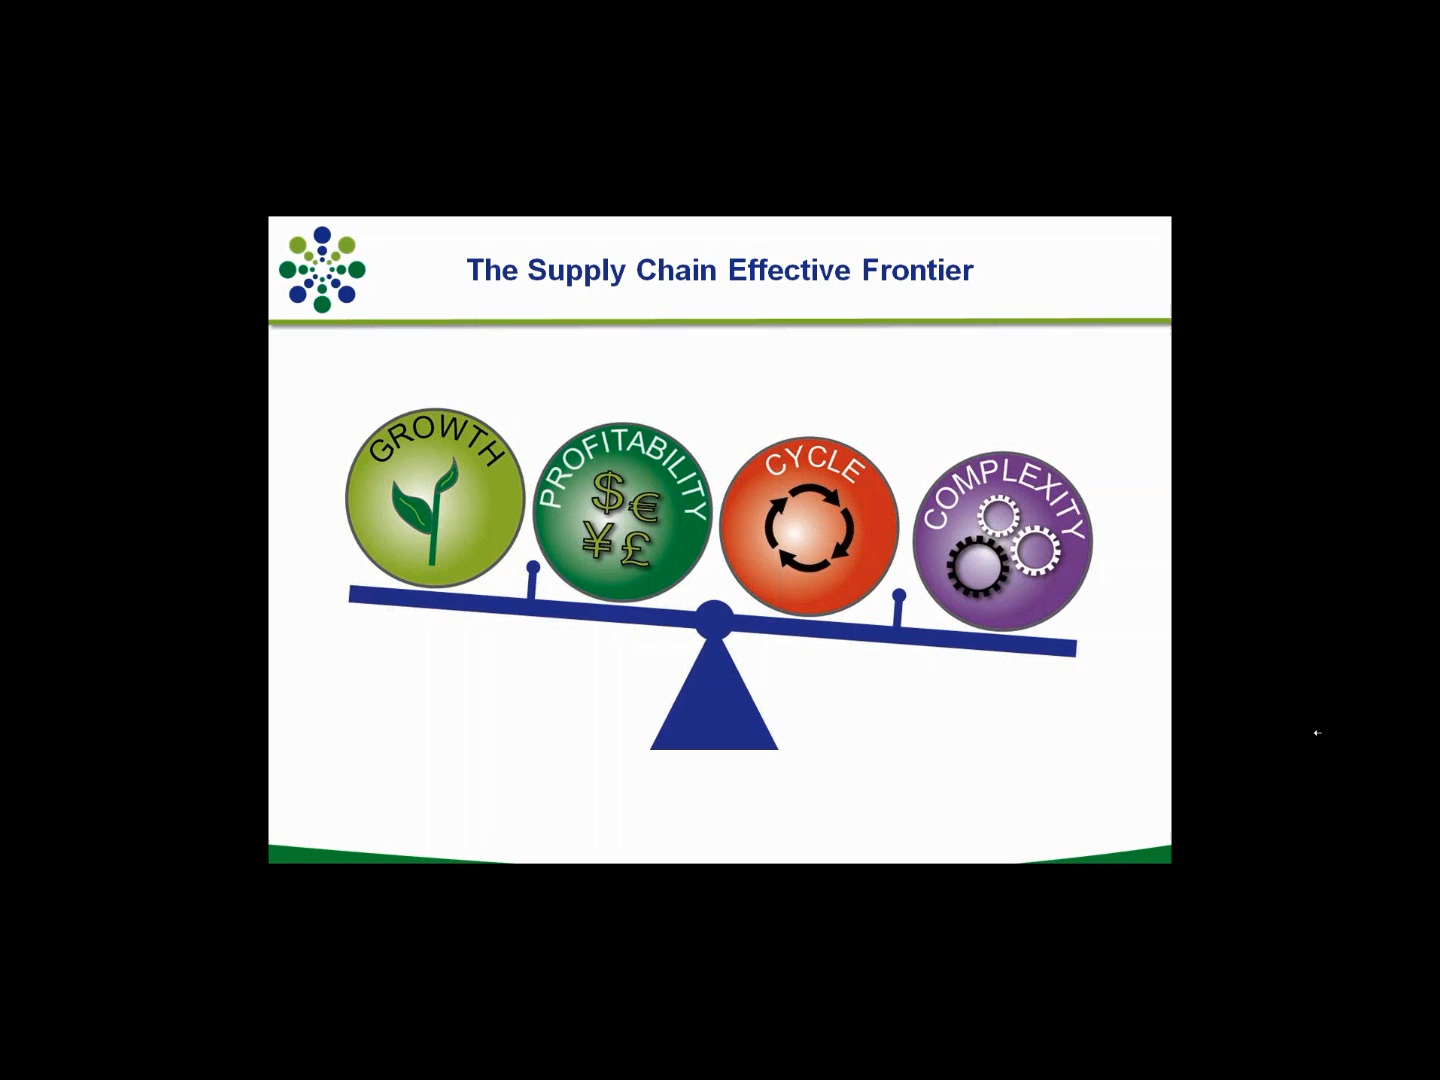 The Supply Chain Effective Frontier
GROWTH
PROFITABILITY
$€
¥£
CYCLE
COMPLEXITY